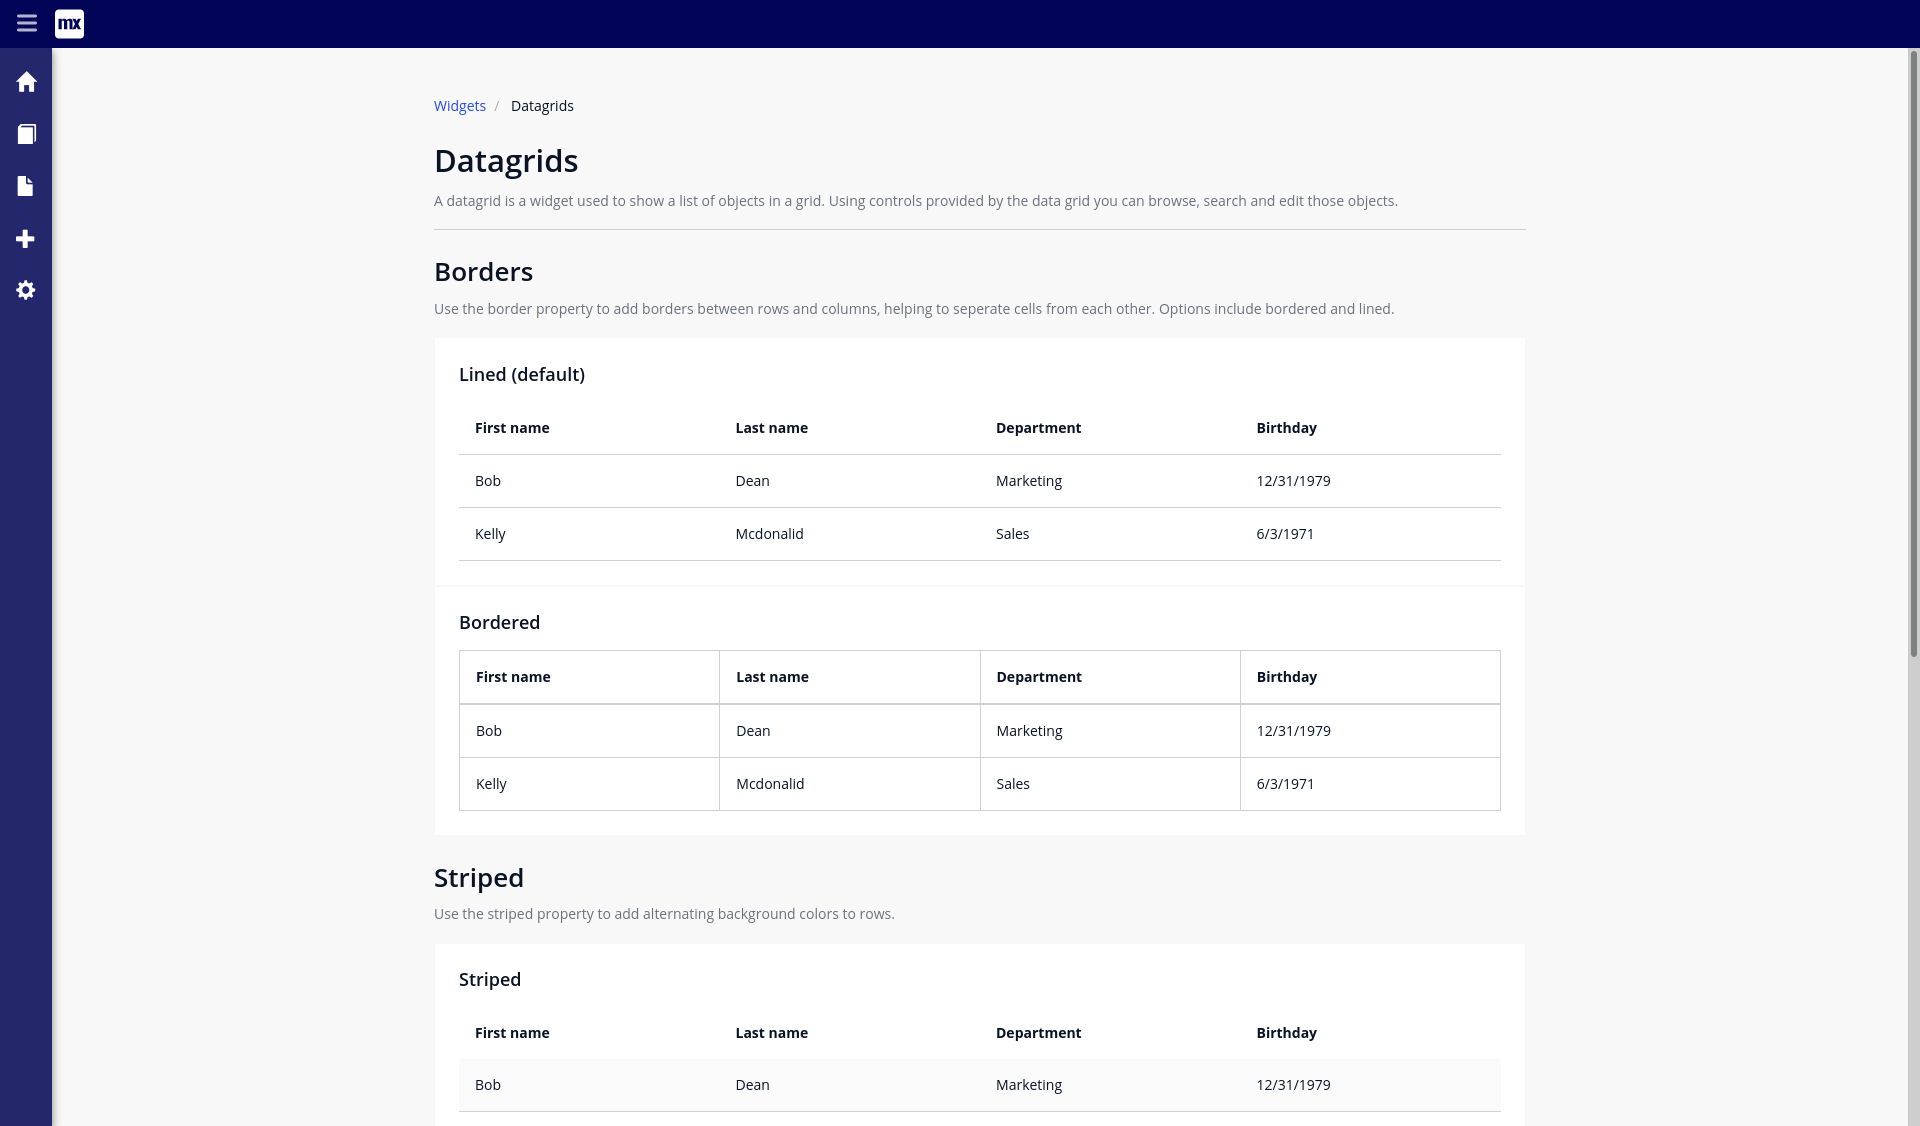 mx
Widgets / Datagrids
Datagrids
A datagrid is a widget used to show a list of objects in a grid. Using controls provided by the data grid you can browse, search and edit those objects.
Borders
Use the border property to add borders between rows and columns, helping to seperate cells from each other. Options include bordered and lined.
Lined (default)
First name Last name Department Birthday
Bob Dean Marketing 12/31/1979
Kelly Mcdonalid Sales 6/3/1971
Bordered
First name Last name Department Birthday
Bob Dean Marketing 12/31/1979
Kelly Mcdonalid Sales 6/3/1971
Striped
Use the striped property to add alternating background colors to rows.
Striped
First name Last name Department Birthday
Bob Dean Marketing 12/31/1979